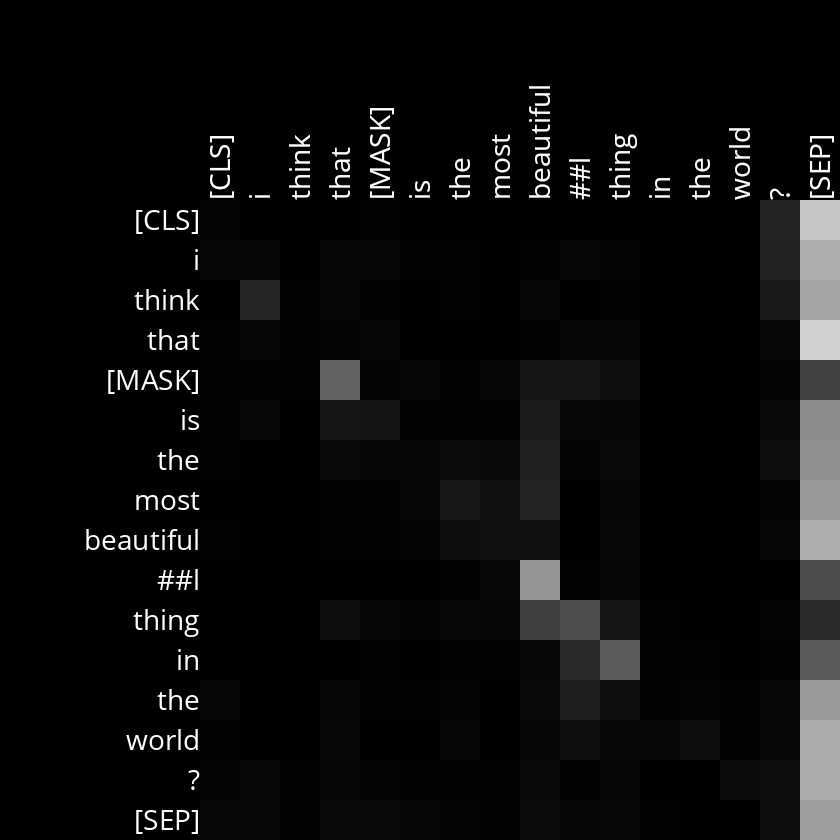 [CLS]
i
think
that
[MASK]
is
the
most
beautiful
##l
thing
in
the
world
?
[SEP]
[CLS]
i
think
that
[MASK]
is
the
most
beautiful
##l
thing
in
the
world
?
[SEP]